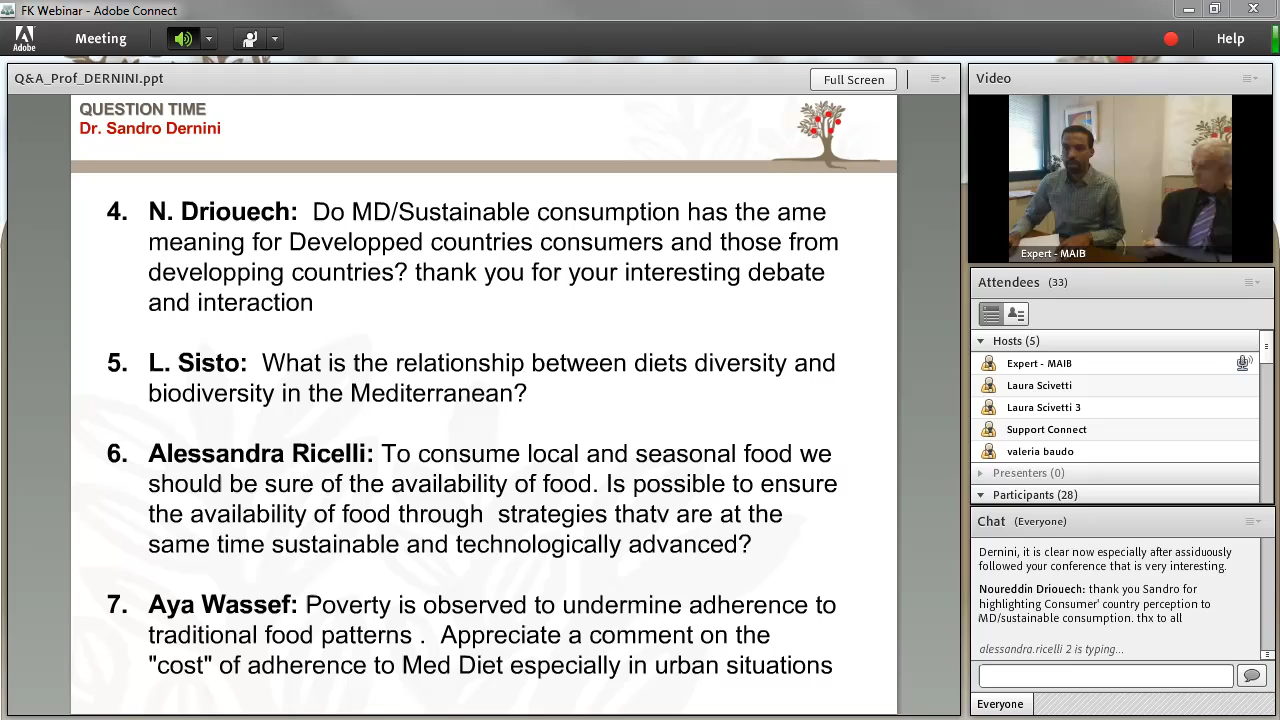 FK Webinar - Adobe Connect
Adobe
Meeting
Help
Q&A_Prof_DERNINI.ppt
Full Screen
QUESTION TIME
Dr. Sandro Dernini
4. N. Driouech: Do MD/Sustainable consumption has the ame
meaning for Developped countries consumers and those from
developping countries? thank you for your interesting debate
and interaction
5. L. Sisto: What is the relationship between diets diversity and
biodiversity in the Mediterranean?
6. Alessandra Ricelli: To consume local and seasonal food we
should be sure of the availability of food. Is possible to ensure
the availability of food through strategies thatv are at the
same time sustainable and technologically advanced?
7. Aya Wassef: Poverty is observed to undermine adherence to
traditional food patterns . Appreciate a comment on the
"cost" of adherence to Med Diet especially in urban situations
Video
Expert - MAIB
Attendees (33)
Hosts (5)
Expert - MAIB
Laura Scivetti
Laura Scivetti 3
Support Connect
valeria baudo
Presenters (0)
Participants (28)
Chat (Everyone)
Dernini, it is clear now especially after assiduously
followed your conference that is very interesting.
Noureddin Driouech: thank you Sandro for
highlighting Consumer' country perception to
MD/sustainable consumption. thx to all
alessandra.ricelli 2 is typing...
Everyone